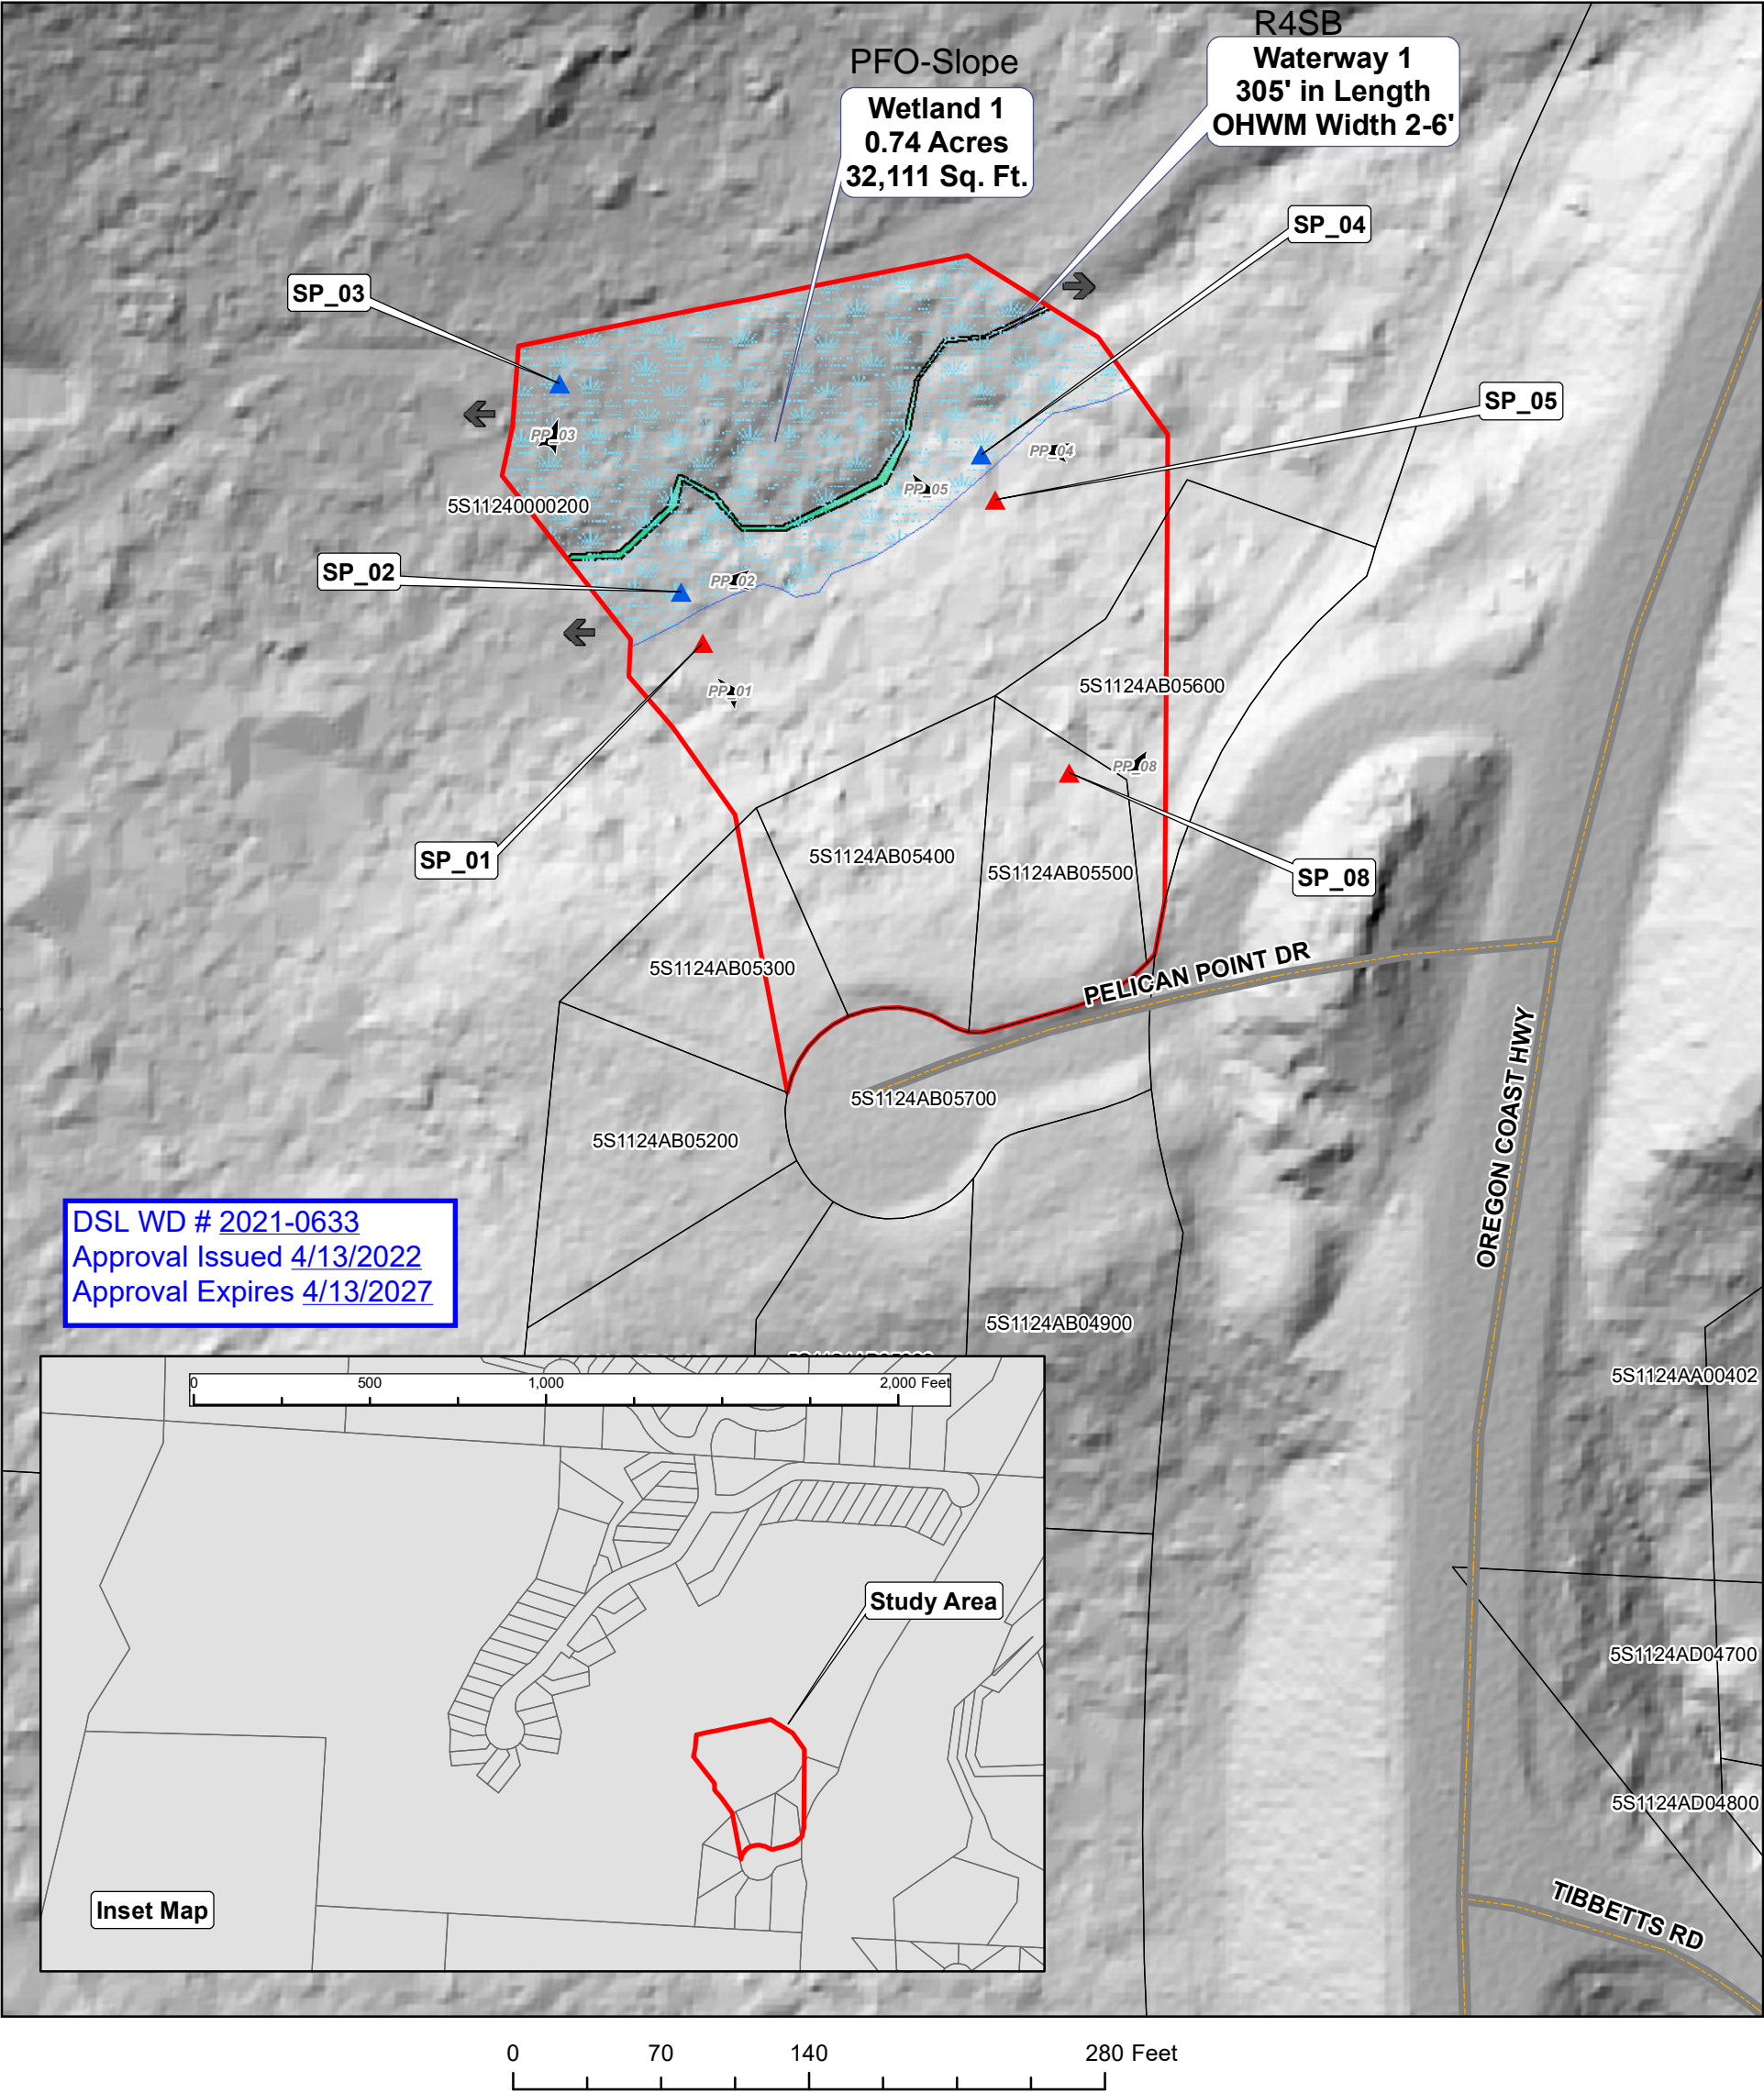 R4SB
Waterway 1
305' in Length
OHWM Width 2-6'
PFO-Slope
Wetland 1
0.74 Acres
32,111 Sq. Ft.
SP_04
SP_03
SP_05
PP_03
PP_04
PP_05
5S11240000200
SP_02
PP_02
PP_01
5S1124AB05600
PP_08
SP_01
5S1124AB05400
5S1124AB05500
SP_08
5S1124AB05300
PELICAN POINT DR
OREGON COAST HWY
5S1124AB05700
5S1124AB05200
DSL WD # 2021-0633
Approval Issued 4/13/2022
Approval Expires 4/13/2027
5S1124AB04900
5S1124AA00402
0 500 1,000 2,000 Feet
Study Area
5S1124AD04700
5S1124AD04800
Inset Map
TIBBETTS RD
0 70 140 280 Feet